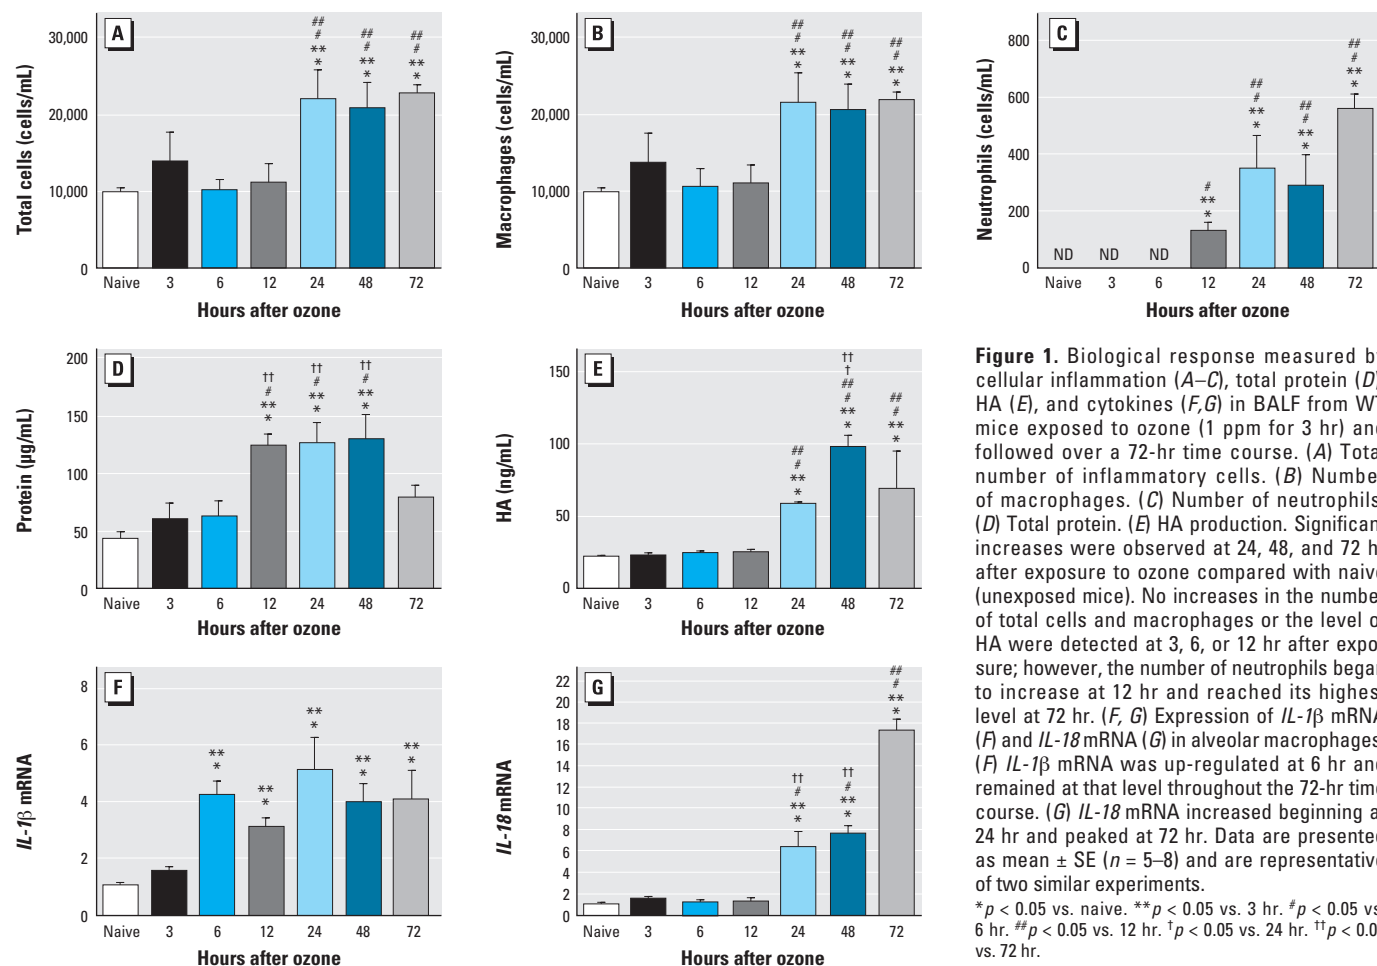 A
Total cells (cells/mL)
30,000
20,000
10,000
0
##
#
**
*
##
#
**
*
##
#
**
*
Naive 3 6 12 24 48 72
Hours after ozone
B
Macrophages (cells/mL)
30,000
20,000
10,000
0
##
#
**
*
##
#
**
*
##
#
**
*
Naive 3 6 12 24 48 72
Hours after ozone
C
Neutrophils (cells/mL)
800
600
400
200
0
ND ND ND
#
**
*
##
#
**
*
##
#
**
*
##
#
**
*
Naive 3 6 12 24 48 72
Hours after ozone
D
Protein (µg/mL)
200
150
100
50
0
††
#
**
*
††
#
**
*
††
#
**
*
Naive 3 6 12 24 48 72
Hours after ozone
E
HA (ng/mL)
150
100
50
0
##
#
**
*
††
†
##
#
**
*
##
#
**
*
Naive 3 6 12 24 48 72
Hours after ozone
F
IL-1β mRNA
8
6
4
2
0
**
*
**
*
**
*
**
*
**
*
Naive 3 6 12 24 48 72
Hours after ozone
G
IL-18 mRNA
22
20
18
16
14
12
10
8
6
4
2
0
††
#
**
*
††
#
**
*
##
#
**
*
Naive 3 6 12 24 48 72
Hours after ozone
Figure 1. Biological response measured by
cellular inflammation (A–C), total protein (D)
HA (E), and cytokines (F,G) in BALF from WT
mice exposed to ozone (1 ppm for 3 hr) and
followed over a 72-hr time course. (A) Tota
number of inflammatory cells. (B) Number
of macrophages. (C) Number of neutrophils
(D) Total protein. (E) HA production. Significan
increases were observed at 24, 48, and 72 h
after exposure to ozone compared with naive
(unexposed mice). No increases in the number
of total cells and macrophages or the level o
HA were detected at 3, 6, or 12 hr after expo
sure; however, the number of neutrophils began
to increase at 12 hr and reached its highes
level at 72 hr. (F, G) Expression of IL-1β mRNA
(F) and IL-18 mRNA (G) in alveolar macrophages
(F) IL-1β mRNA was up-regulated at 6 hr and
remained at that level throughout the 72-hr time
course. (G) IL-18 mRNA increased beginning a
24 hr and peaked at 72 hr. Data are presented
as mean ± SE (n = 5–8) and are representative
of two similar experiments.
*p < 0.05 vs. naive. **p < 0.05 vs. 3 hr. #p < 0.05 vs
6 hr. ##p < 0.05 vs. 12 hr. †p < 0.05 vs. 24 hr. ††p < 0.0
vs. 72 hr.